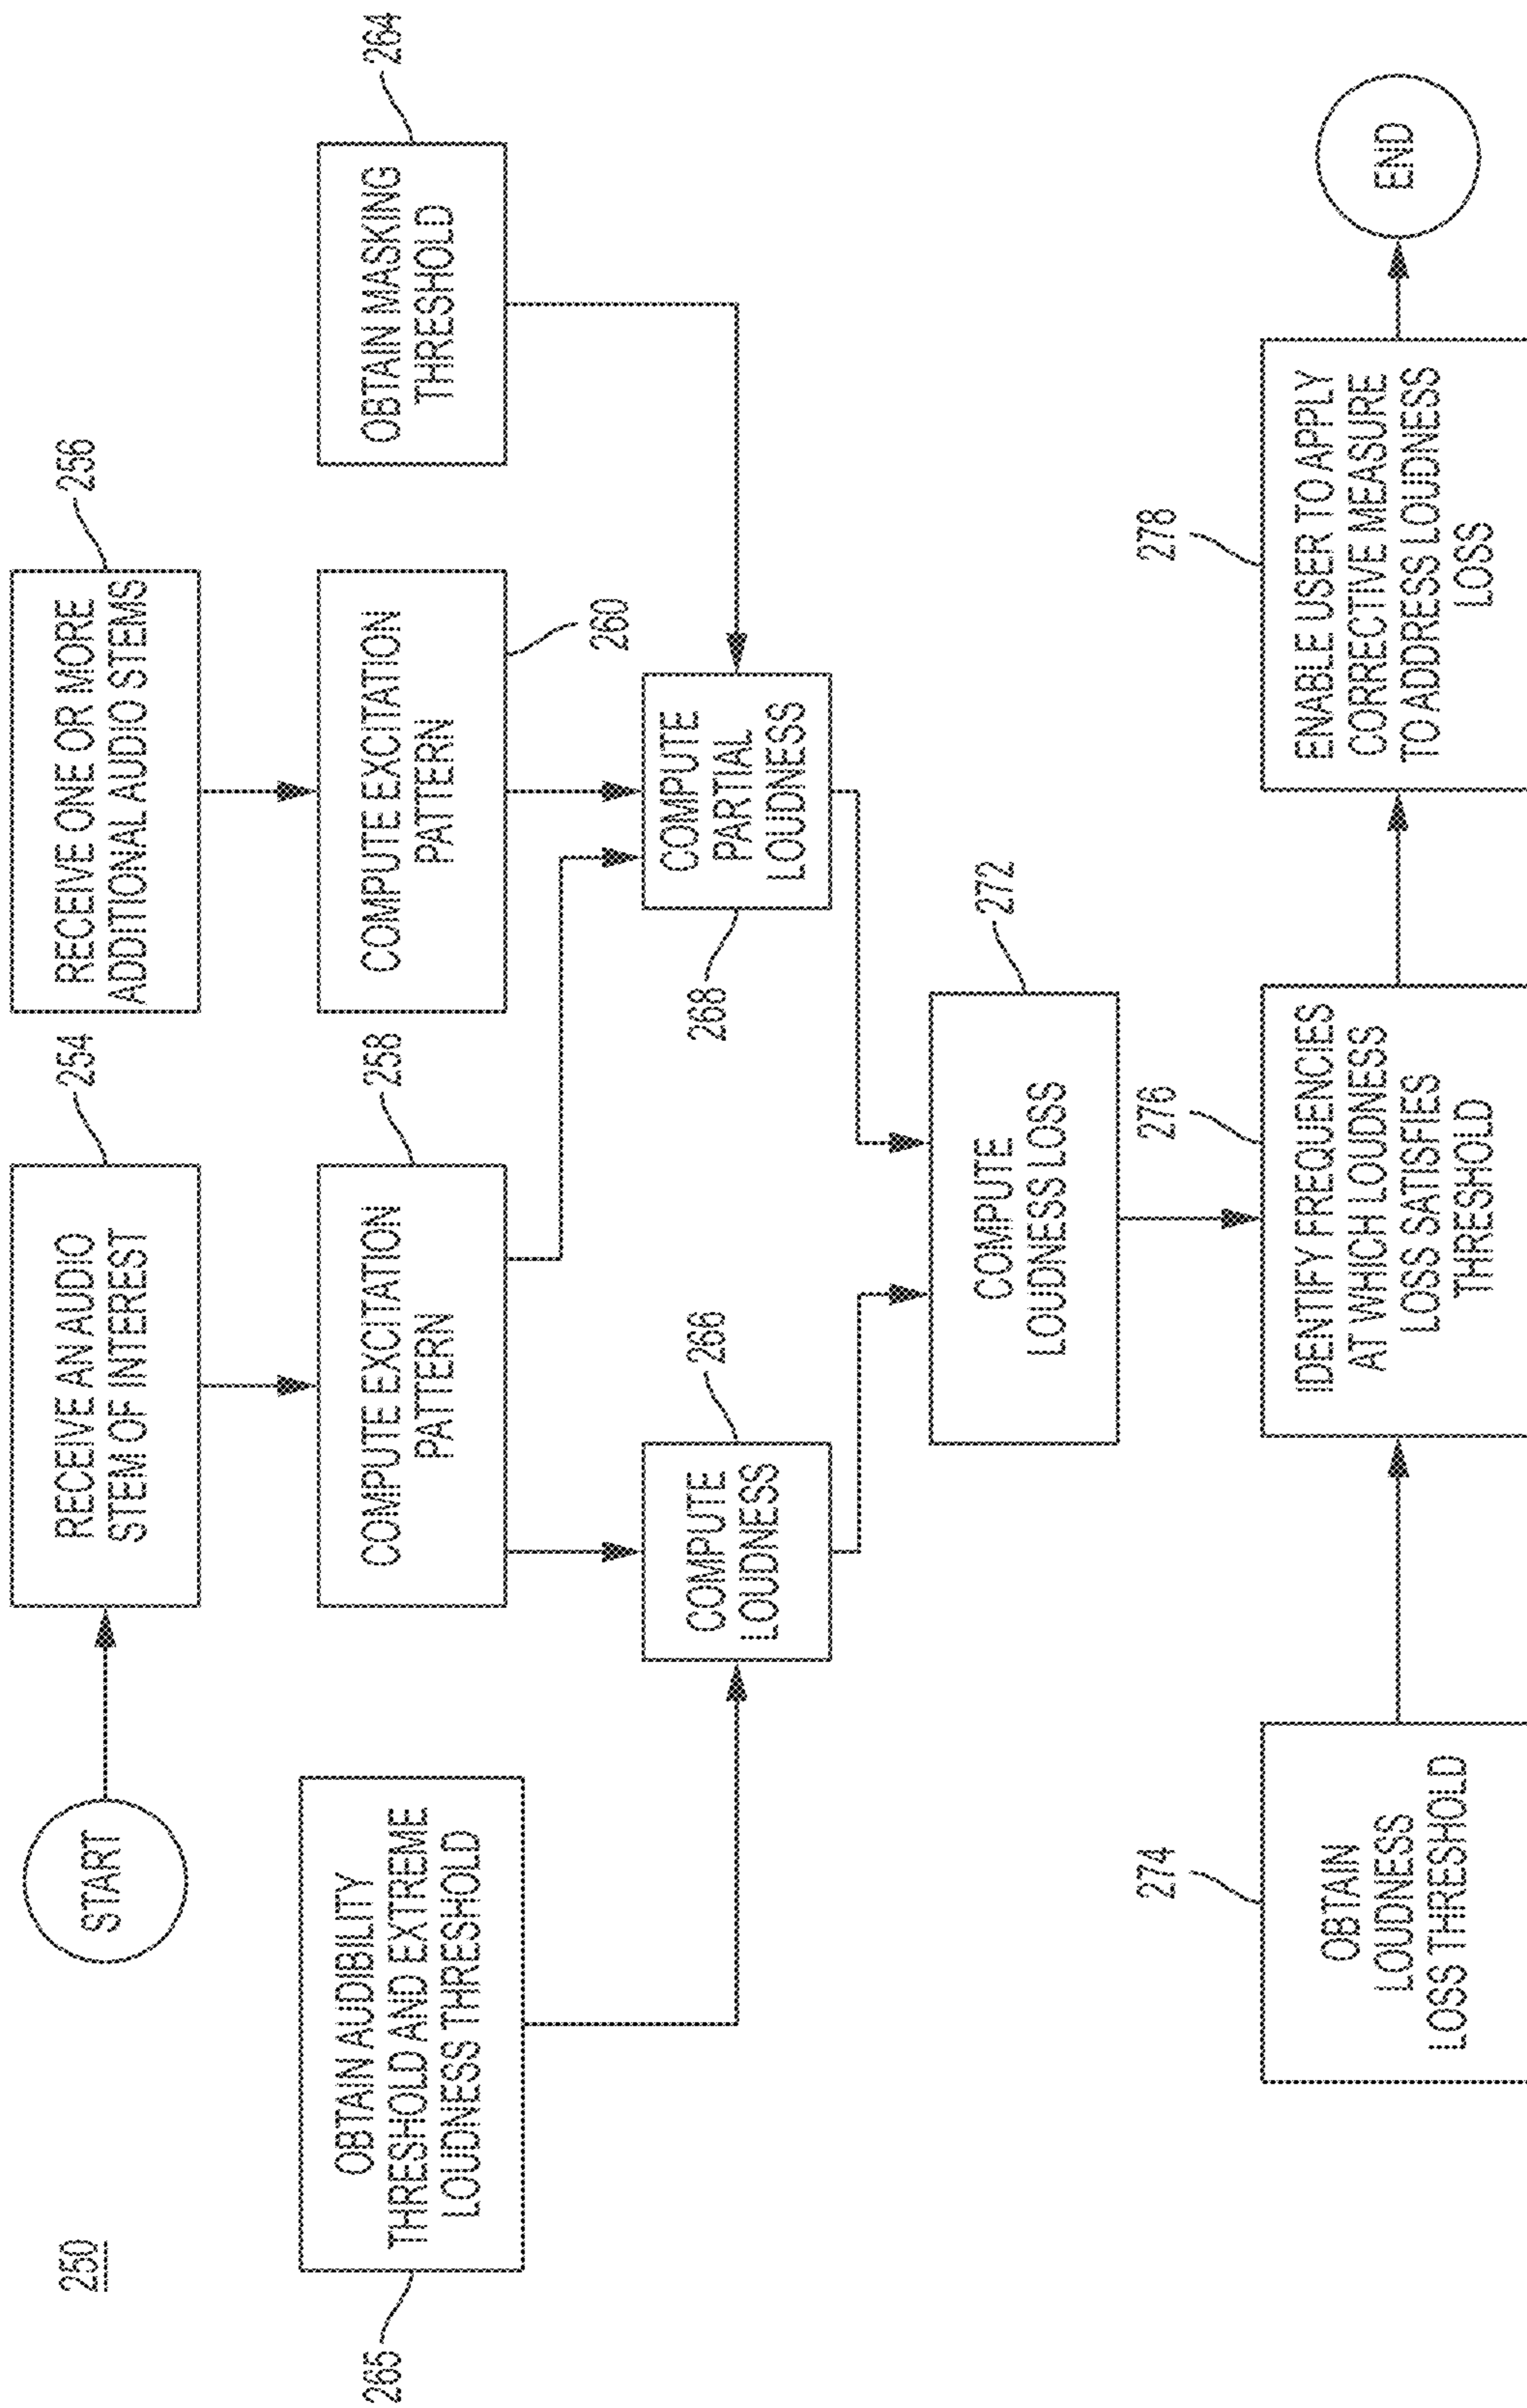 250
START
RECEIVE AN AUDIO
STEM OF INTEREST
254
RECEIVE ONE OR MORE
ADDITIONAL AUDIO STEMS
256
265
OBTAIN AUDIBILITY
THRESHOLD AND EXTREME
LOUDNESS THRESHOLD
COMPUTE EXCITATION
PATTERN
258
COMPUTE EXCITATION
PATTERN
260
OBTAIN MASKING
THRESHOLD
264
COMPUTE
LOUDNESS
266
268
COMPUTE
PARTIAL
LOUDNESS
COMPUTE
LOUDNESS LOSS
272
274
OBTAIN
LOUDNESS
LOSS THRESHOLD
276
IDENTIFY FREQUENCIES
AT WHICH LOUDNESS
LOSS SATISFIES
THRESHOLD
278
ENABLE USER TO APPLY
CORRECTIVE MEASURE
TO ADDRESS LOUDNESS
LOSS
END